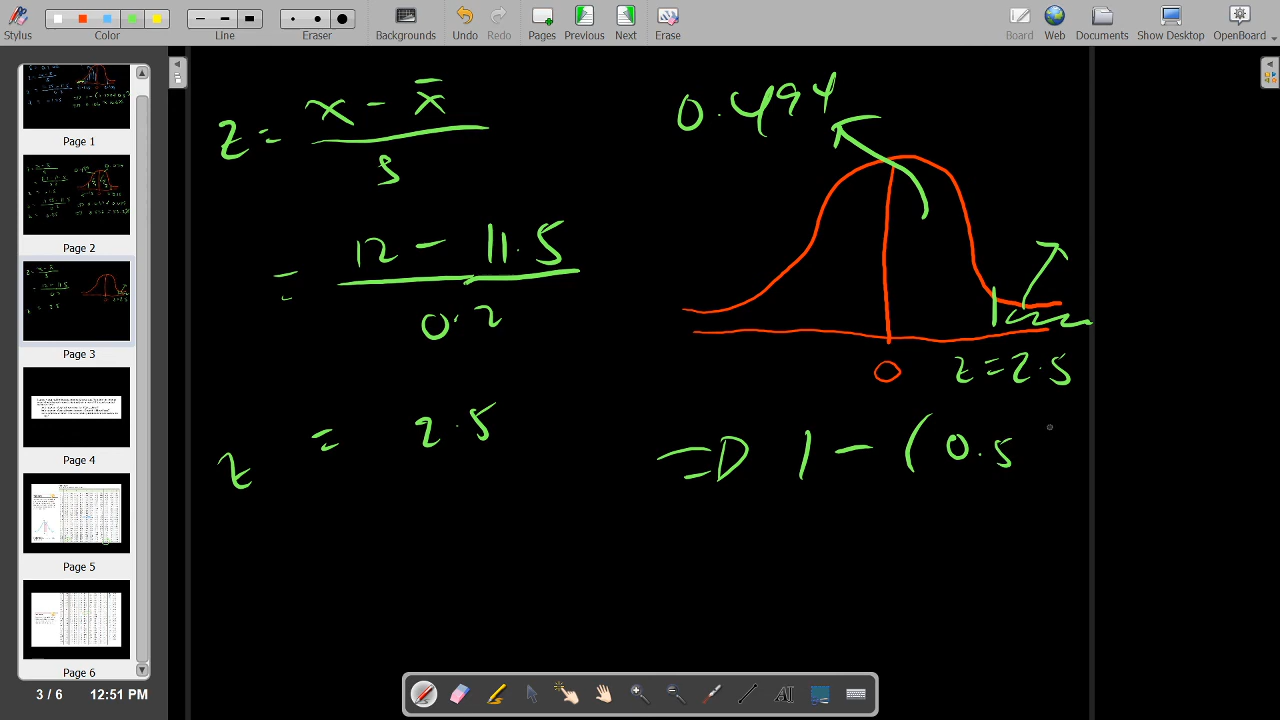 Stylus
Color
Line
Eraser
Backgrounds
Undo
Redo
Pages
Previous
Next
Erase
Board
Web
Documents
Show Desktop
OpenBoard
Page 1
Page 2
Page 3
Page 4
Page 5
Page 6
3 / 6
12:51 PM
z = x - x̄
s
= 12 - 11.5
0.2
z = 2.5
0.494
0
z = 2.5
=> 1 - ( 0.5
AI